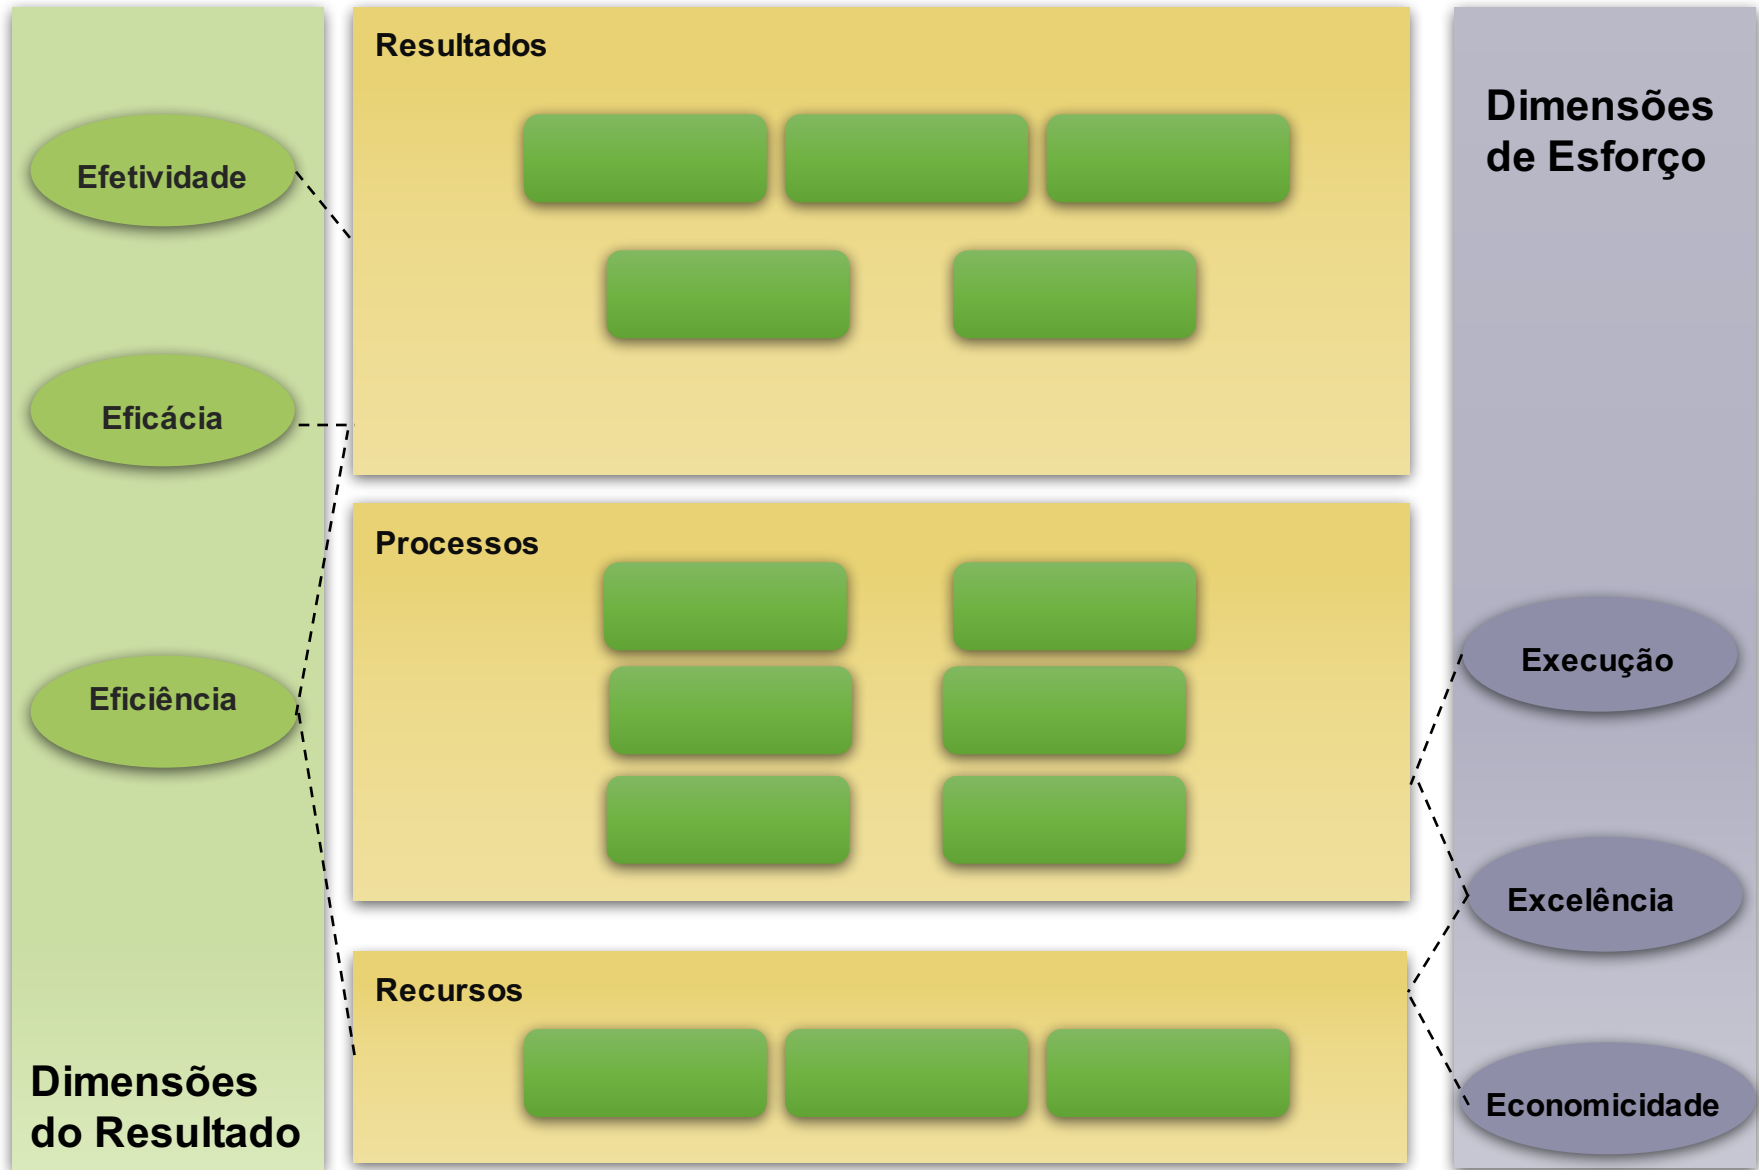 Resultados
Dimensões
de Esforço
Efetividade
Eficácia
Processos
Execução
Eficiência
Excelência
Recursos
Dimensões
do Resultado
Economicidade